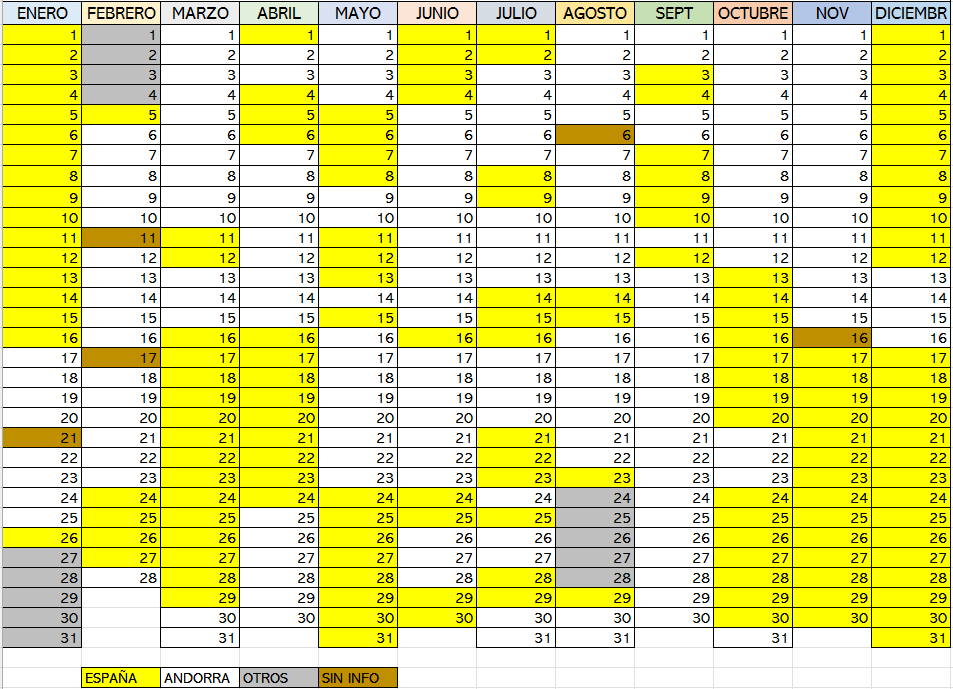 ENERO FEBRERO MARZO ABRIL MAYO JUNIO JULIO AGOSTO SEPT OCTUBRE NOV DICIEMBR
1 1 1 1 1 1 1 1 1 1 1 1
2 2 2 2 2 2 2 2 2 2 2 2
3 3 3 3 3 3 3 3 3 3 3 3
4 4 4 4 4 4 4 4 4 4 4 4
5 5 5 5 5 5 5 5 5 5 5 5
6 6 6 6 6 6 6 6 6 6 6 6
7 7 7 7 7 7 7 7 7 7 7 7
8 8 8 8 8 8 8 8 8 8 8 8
9 9 9 9 9 9 9 9 9 9 9 9
10 10 10 10 10 10 10 10 10 10 10 10
11 11 11 11 11 11 11 11 11 11 11 11
12 12 12 12 12 12 12 12 12 12 12 12
13 13 13 13 13 13 13 13 13 13 13 13
14 14 14 14 14 14 14 14 14 14 14 14
15 15 15 15 15 15 15 15 15 15 15 15
16 16 16 16 16 16 16 16 16 16 16 16
17 17 17 17 17 17 17 17 17 17 17 17
18 18 18 18 18 18 18 18 18 18 18 18
19 19 19 19 19 19 19 19 19 19 19 19
20 20 20 20 20 20 20 20 20 20 20 20
21 21 21 21 21 21 21 21 21 21 21 21
22 22 22 22 22 22 22 22 22 22 22 22
23 23 23 23 23 23 23 23 23 23 23 23
24 24 24 24 24 24 24 24 24 24 24 24
25 25 25 25 25 25 25 25 25 25 25 25
26 26 26 26 26 26 26 26 26 26 26 26
27 27 27 27 27 27 27 27 27 27 27 27
28 28 28 28 28 28 28 28 28 28 28 28
29 29 29 29 29 29 29 29 29 29 29
30 30 30 30 30 30 30 30 30 30 30
31 31 31 31 31 31 31
ESPAÑA ANDORRA OTROS SIN INFO